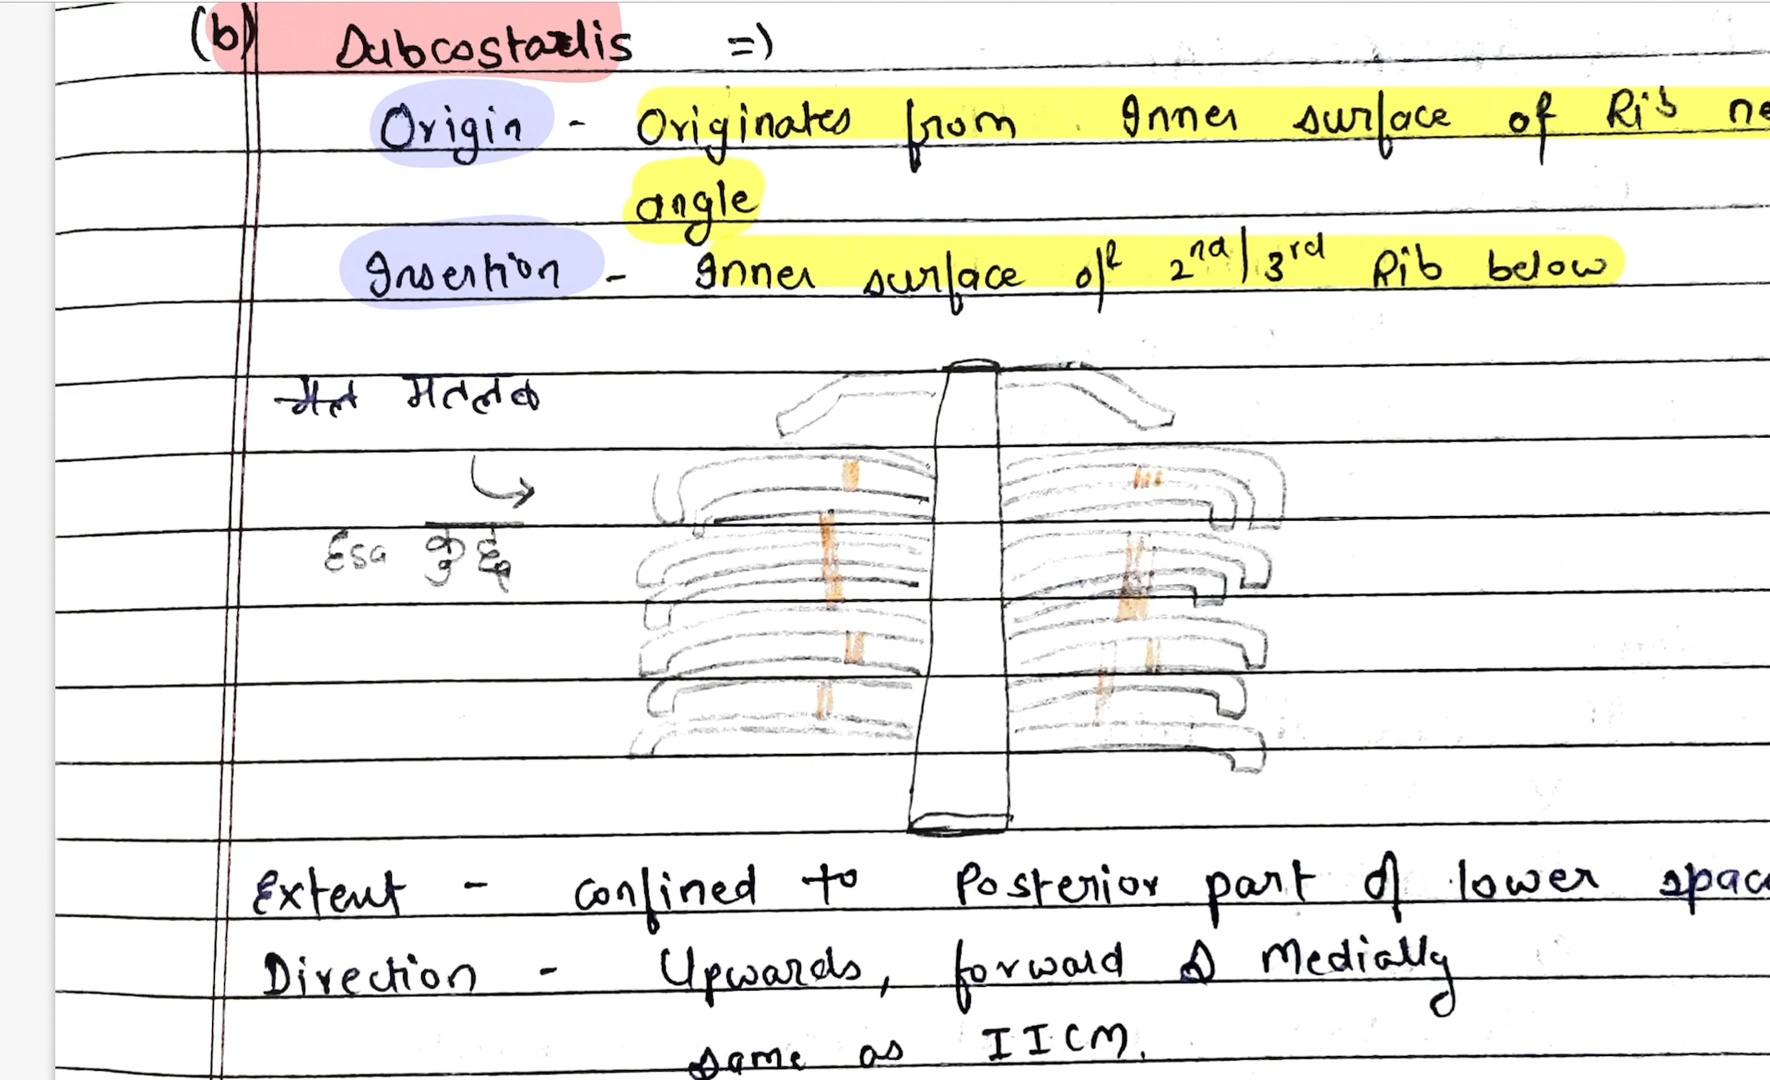 (b) Subcostalis =)
Origin - Originates from Inner surface of Rib ne
angle
Insertion - Inner surface of 2nd/3rd Rib below
मतलब
Esa कुछ
Extent - confined to Posterior part of lower spac
Direction - Upwards, forward & Medially
same as IICM.